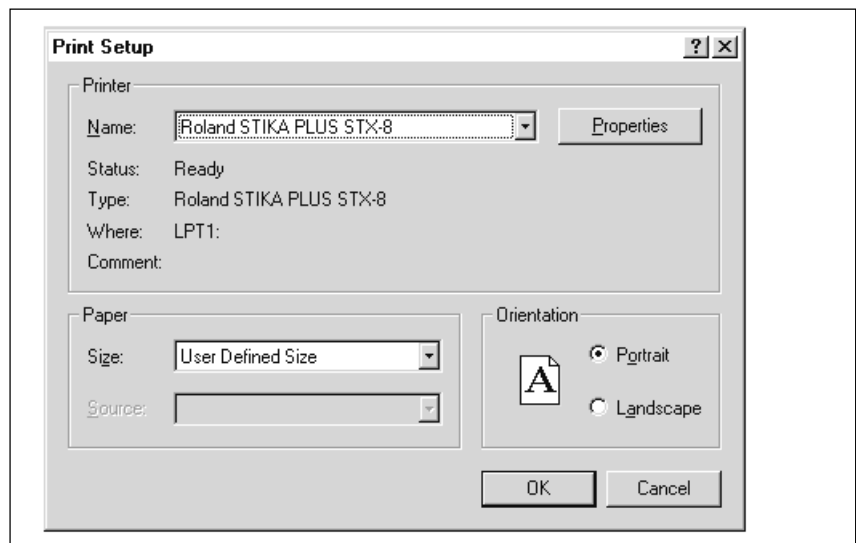 Print Setup
? X
Printer
Name: Roland STIKA PLUS STX-8 Properties
Status: Ready
Type: Roland STIKA PLUS STX-8
Where: LPT1:
Comment:
Paper
Size: User Defined Size
Source:
Orientation
A
Portrait
Landscape
OK Cancel